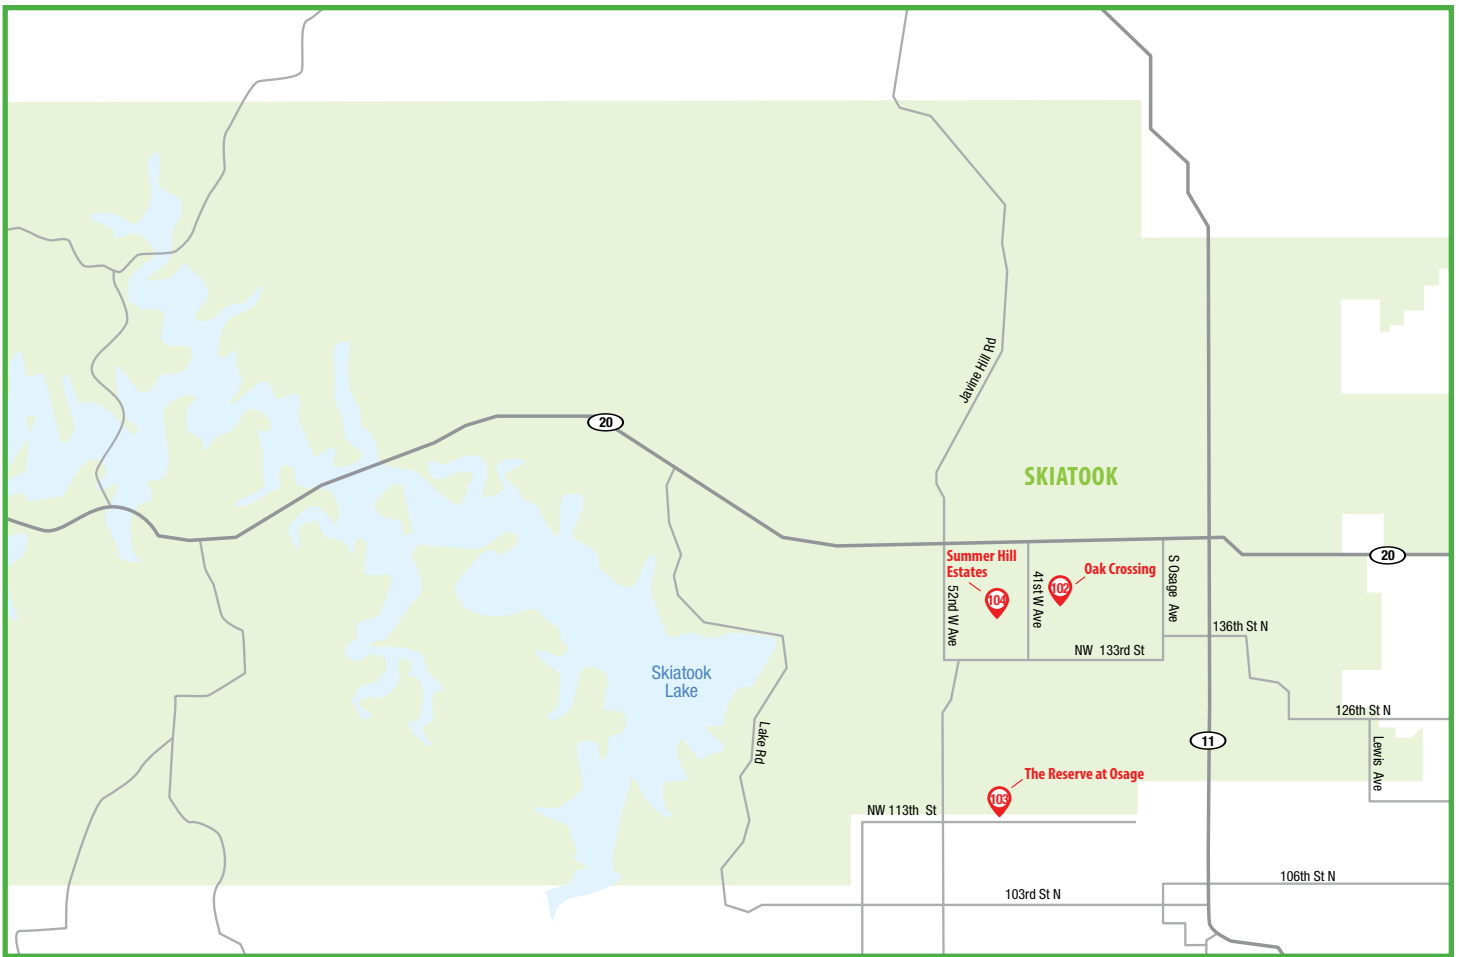 20
Javine Hill Rd
SKIATOOK
Summer Hill
Estates
104
52nd W Ave
41st W Ave
102
Oak Crossing
S Osage Ave
20
136th St N
NW 133rd St
Skiatook
Lake
126th St N
Lake Rd
11
Lewis Ave
The Reserve at Osage
103
NW 113th St
106th St N
103rd St N